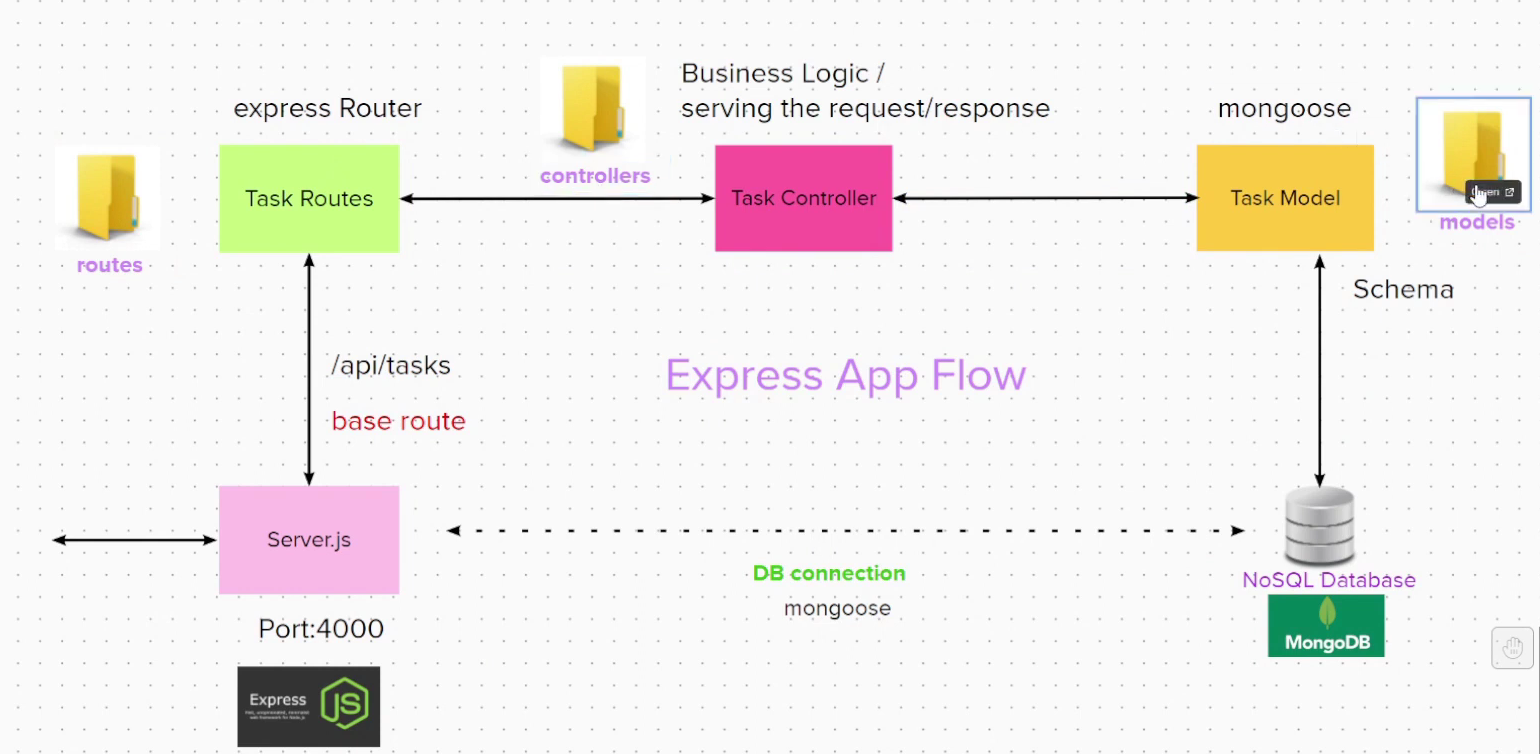 Business Logic /
serving the request/response
express Router
mongoose
controllers
Task Routes
Task Controller
Task Model
routes
models
Schema
/api/tasks
base route
Express App Flow
Server.js
DB connection
mongoose
NoSQL Database
MongoDB
Port:4000
Express
JS